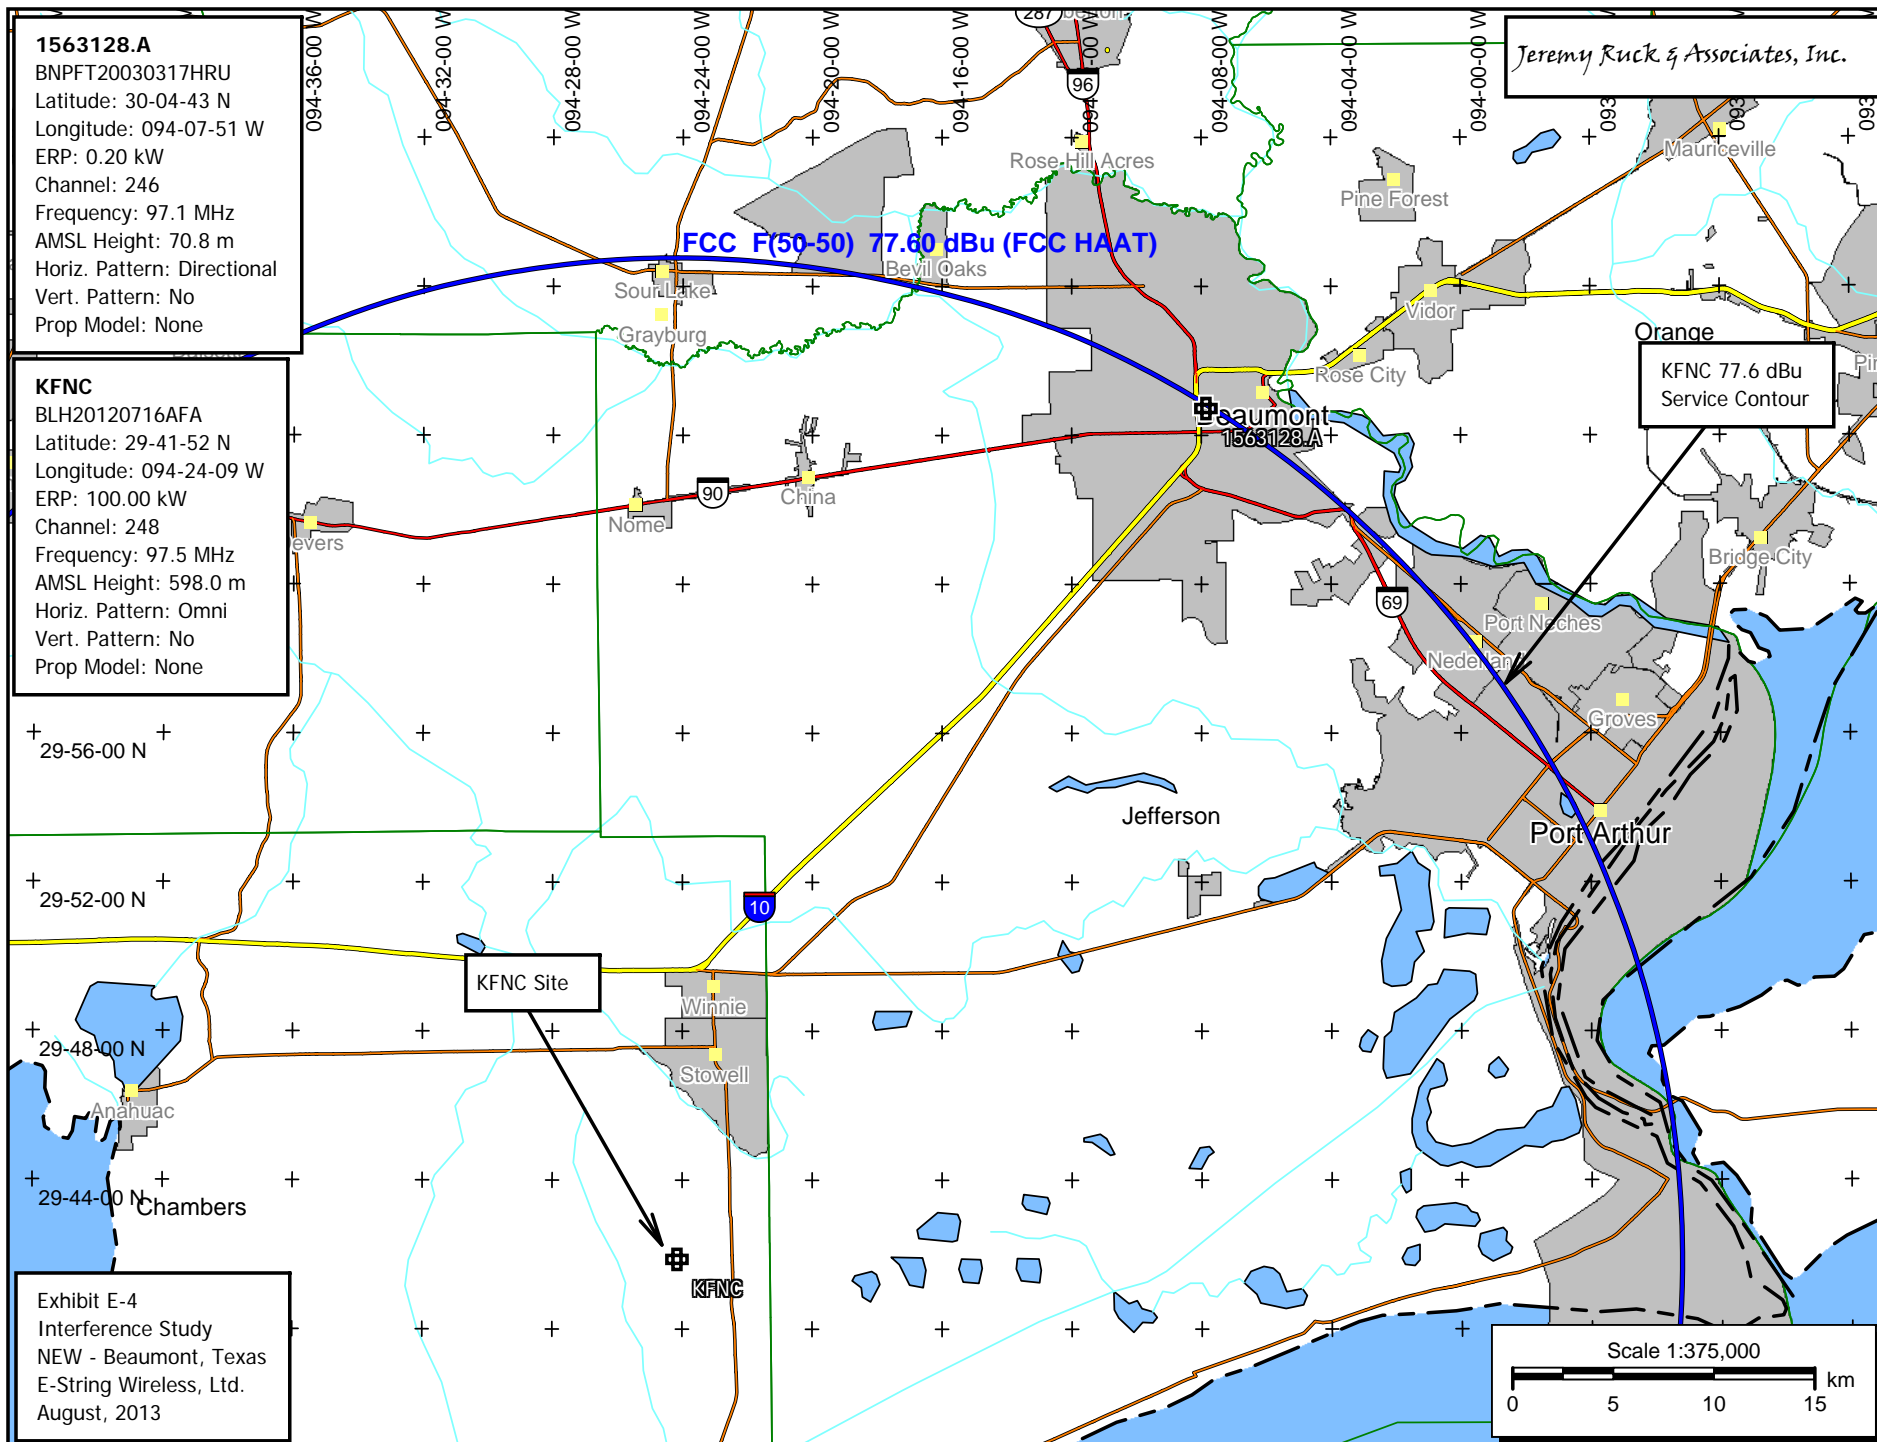 1563128.A
BNPFT20030317HRU
Latitude: 30-04-43 N
Longitude: 094-07-51 W
ERP: 0.20 kW
Channel: 246
Frequency: 97.1 MHz
AMSL Height: 70.8 m
Horiz. Pattern: Directional
Vert. Pattern: No
Prop Model: None
KFNC
BLH20120716AFA
Latitude: 29-41-52 N
Longitude: 094-24-09 W
ERP: 100.00 kW
Channel: 248
Frequency: 97.5 MHz
AMSL Height: 598.0 m
Horiz. Pattern: Omni
Vert. Pattern: No
Prop Model: None
094-36-00 W
094-32-00 W
094-28-00 W
094-24-00 W
094-20-00 W
094-16-00 W
094-08-00 W
094-04-00 W
094-00-00 W
287
96
Jeremy Ruck & Associates, Inc.
Rose Hill Acres
Mauriceville
Pine Forest
FCC F(50-50) 77.60 dBu (FCC HAAT)
Bevil Oaks
Sour Lake
Grayburg
Vidor
Orange
Rose City
KFNC 77.6 dBu
Service Contour
Beaumont
1563128.A
China
90
Nome
evers
Bridge City
69
Port Neches
Nederland
Groves
29-56-00 N
Jefferson
Port Arthur
29-52-00 N
10
KFNC Site
Winnie
29-48-00 N
Stowell
Anahuac
29-44-00 N
Chambers
KFNC
Exhibit E-4
Interference Study
NEW - Beaumont, Texas
E-String Wireless, Ltd.
August, 2013
Scale 1:375,000
km
0 5 10 15